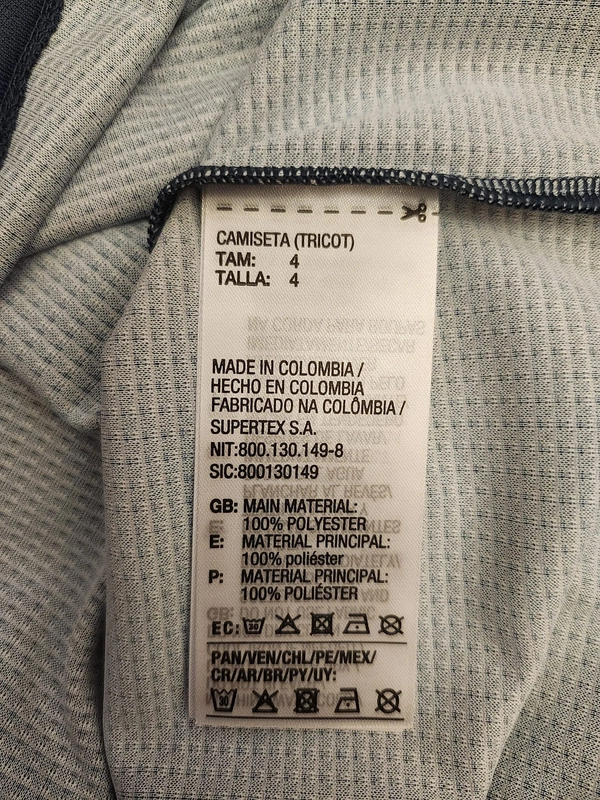 CAMISETA (TRICOT)
TAM: 4
TALLA: 4
MADE IN COLOMBIA /
HECHO EN COLOMBIA
FABRICADO NA COLÔMBIA /
SUPERTEX S.A.
NIT:800.130.149-8
SIC:800130149
GB: MAIN MATERIAL:
100% POLYESTER
E: MATERIAL PRINCIPAL:
100% poliéster
P: MATERIAL PRINCIPAL:
100% POLIÉSTER
EC: 30
PAN/VEN/CHL/PE/MEX/
CR/AR/BR/PY/UY:
30